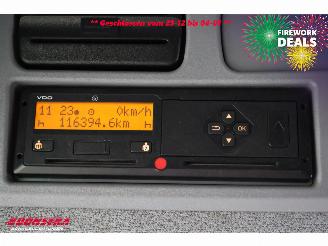 ** Geschlossen vom 23-12 bis 04-01 **
FIREWORK
DEALS
VDO
11 23 0km/h
h 116394.6km h
OK